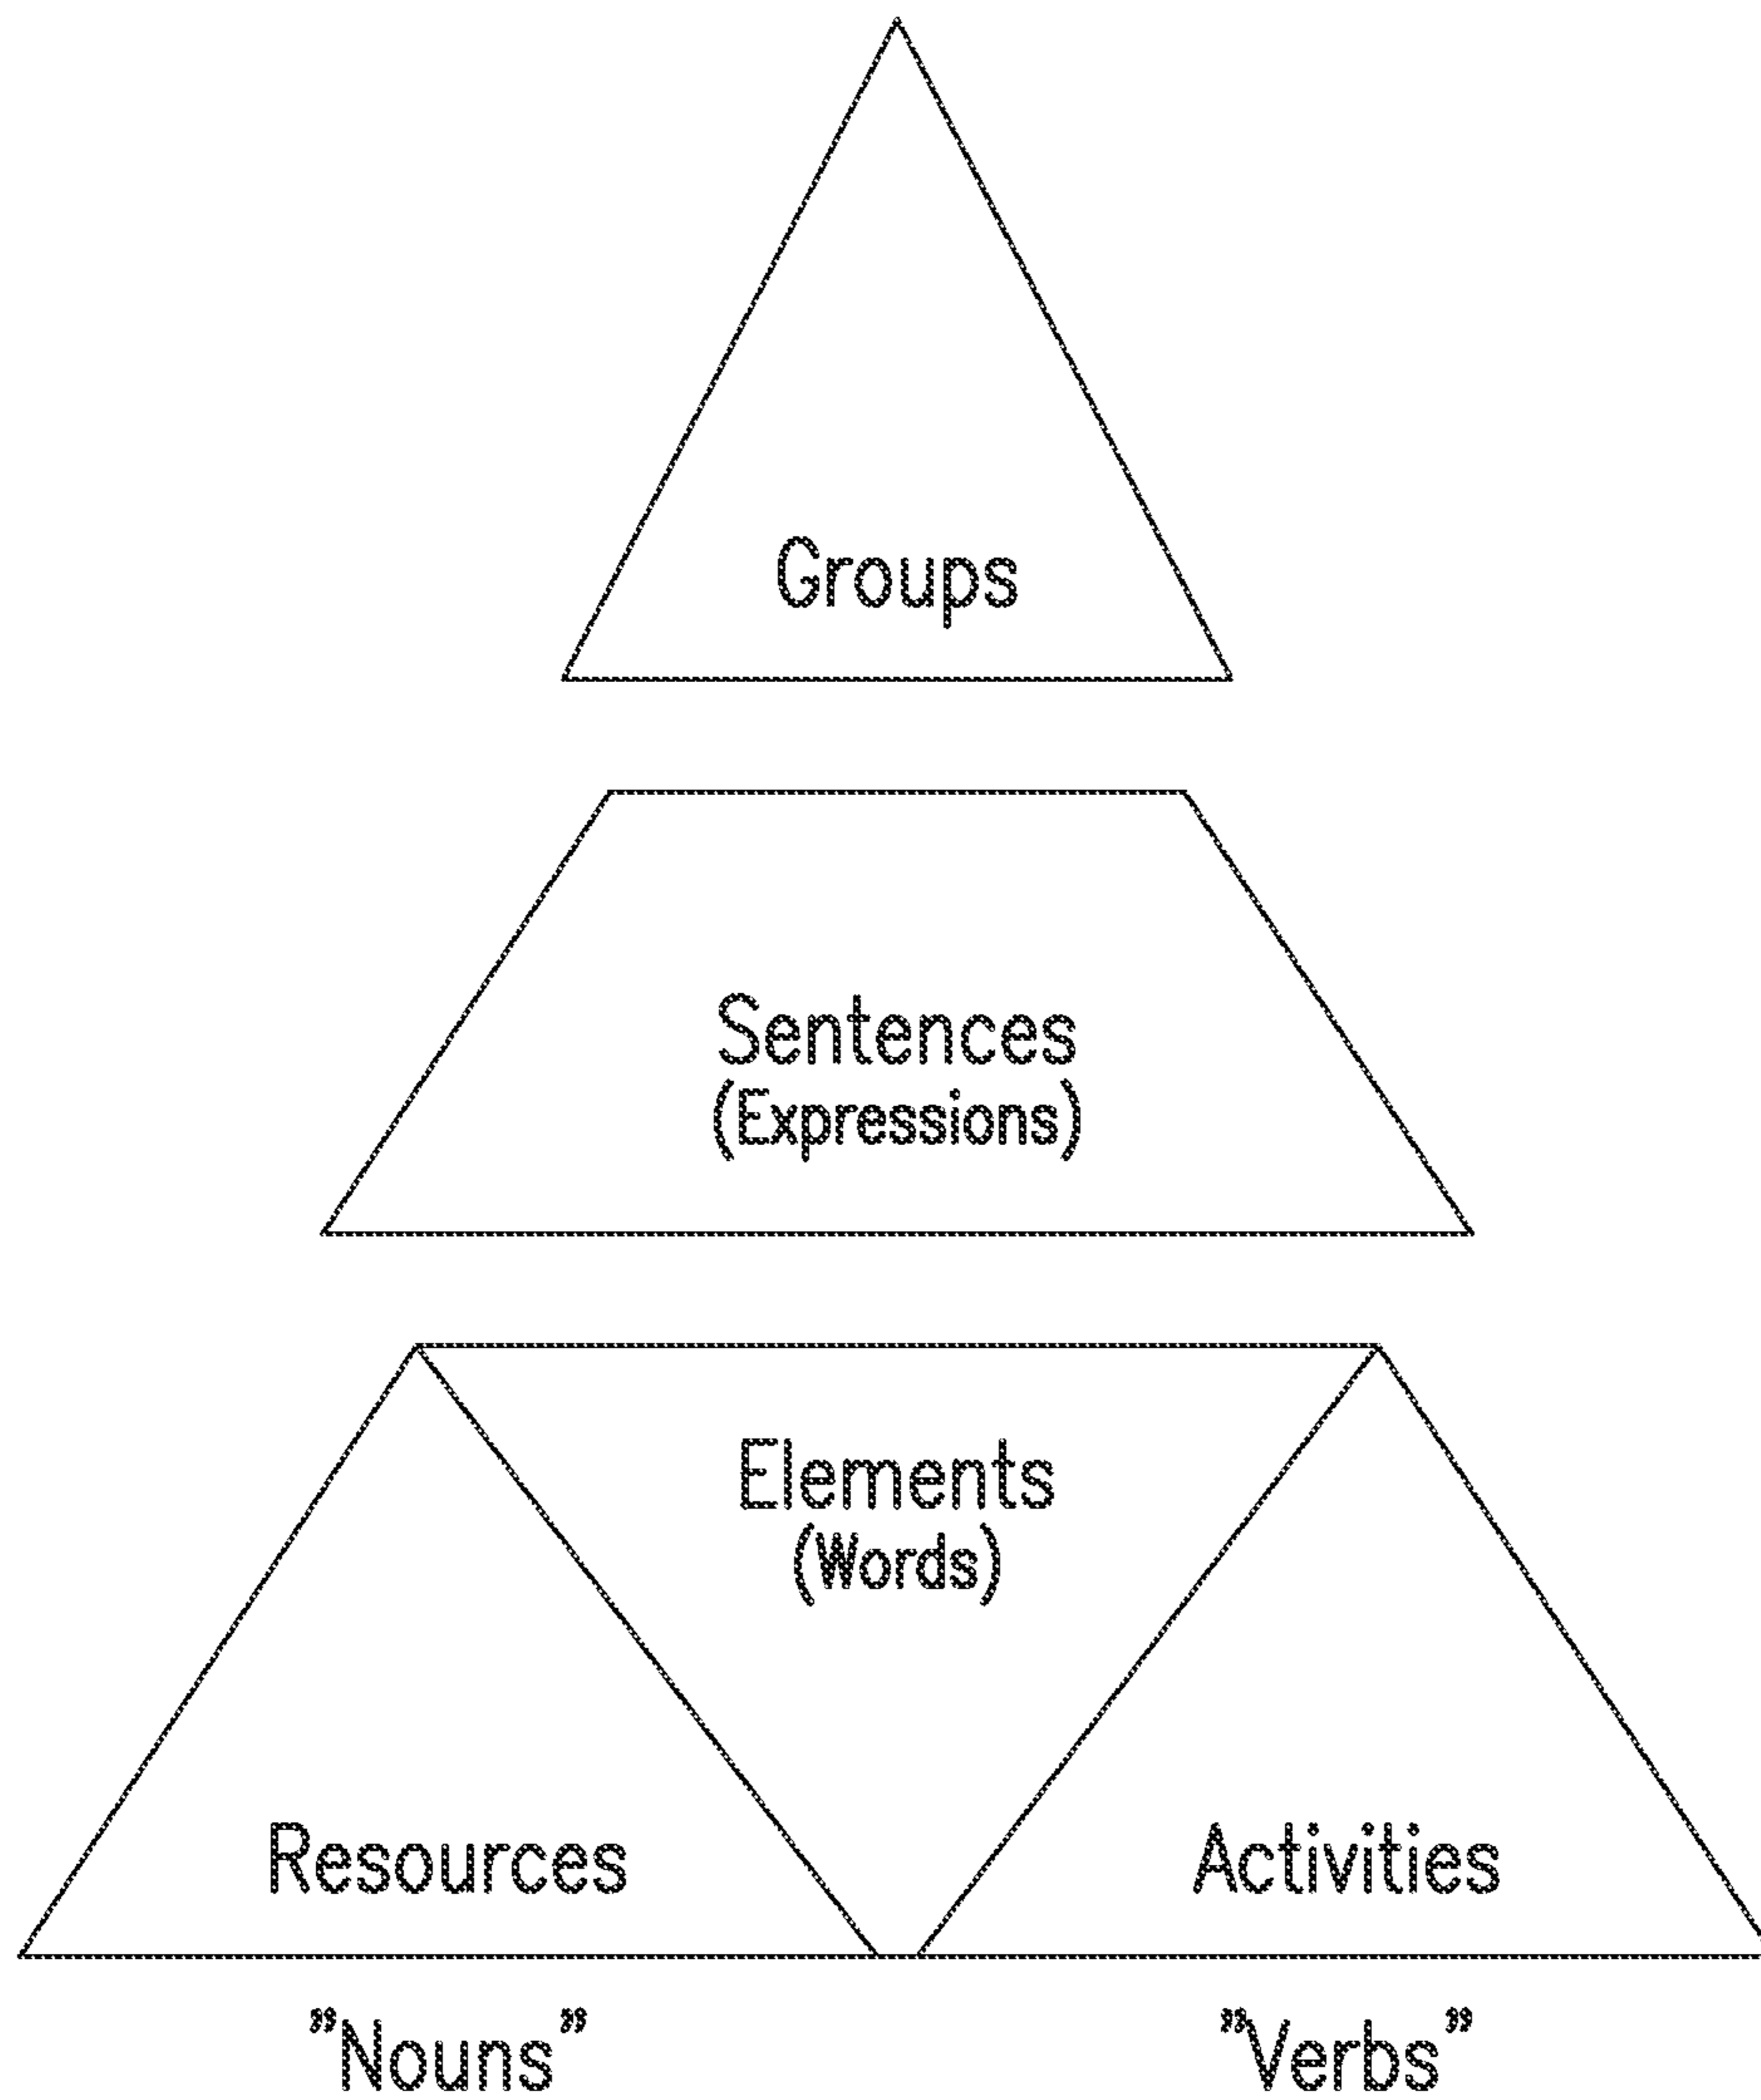 Groups
Sentences
(Expressions)
Elements
(Words)
Resources
Activities
”Nouns”
”Verbs”